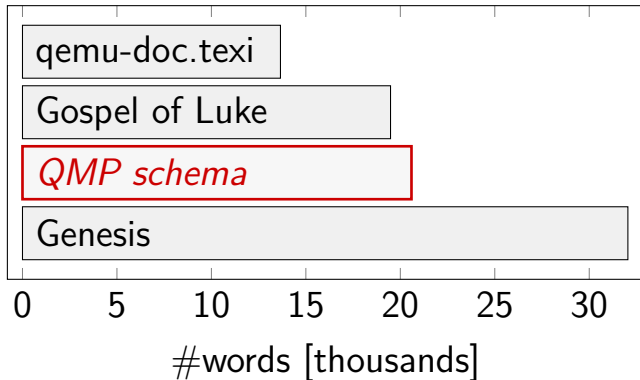 qemu-doc.texi
Gospel of Luke
QMP schema
Genesis
0 5 10 15 20 25 30
#words [thousands]